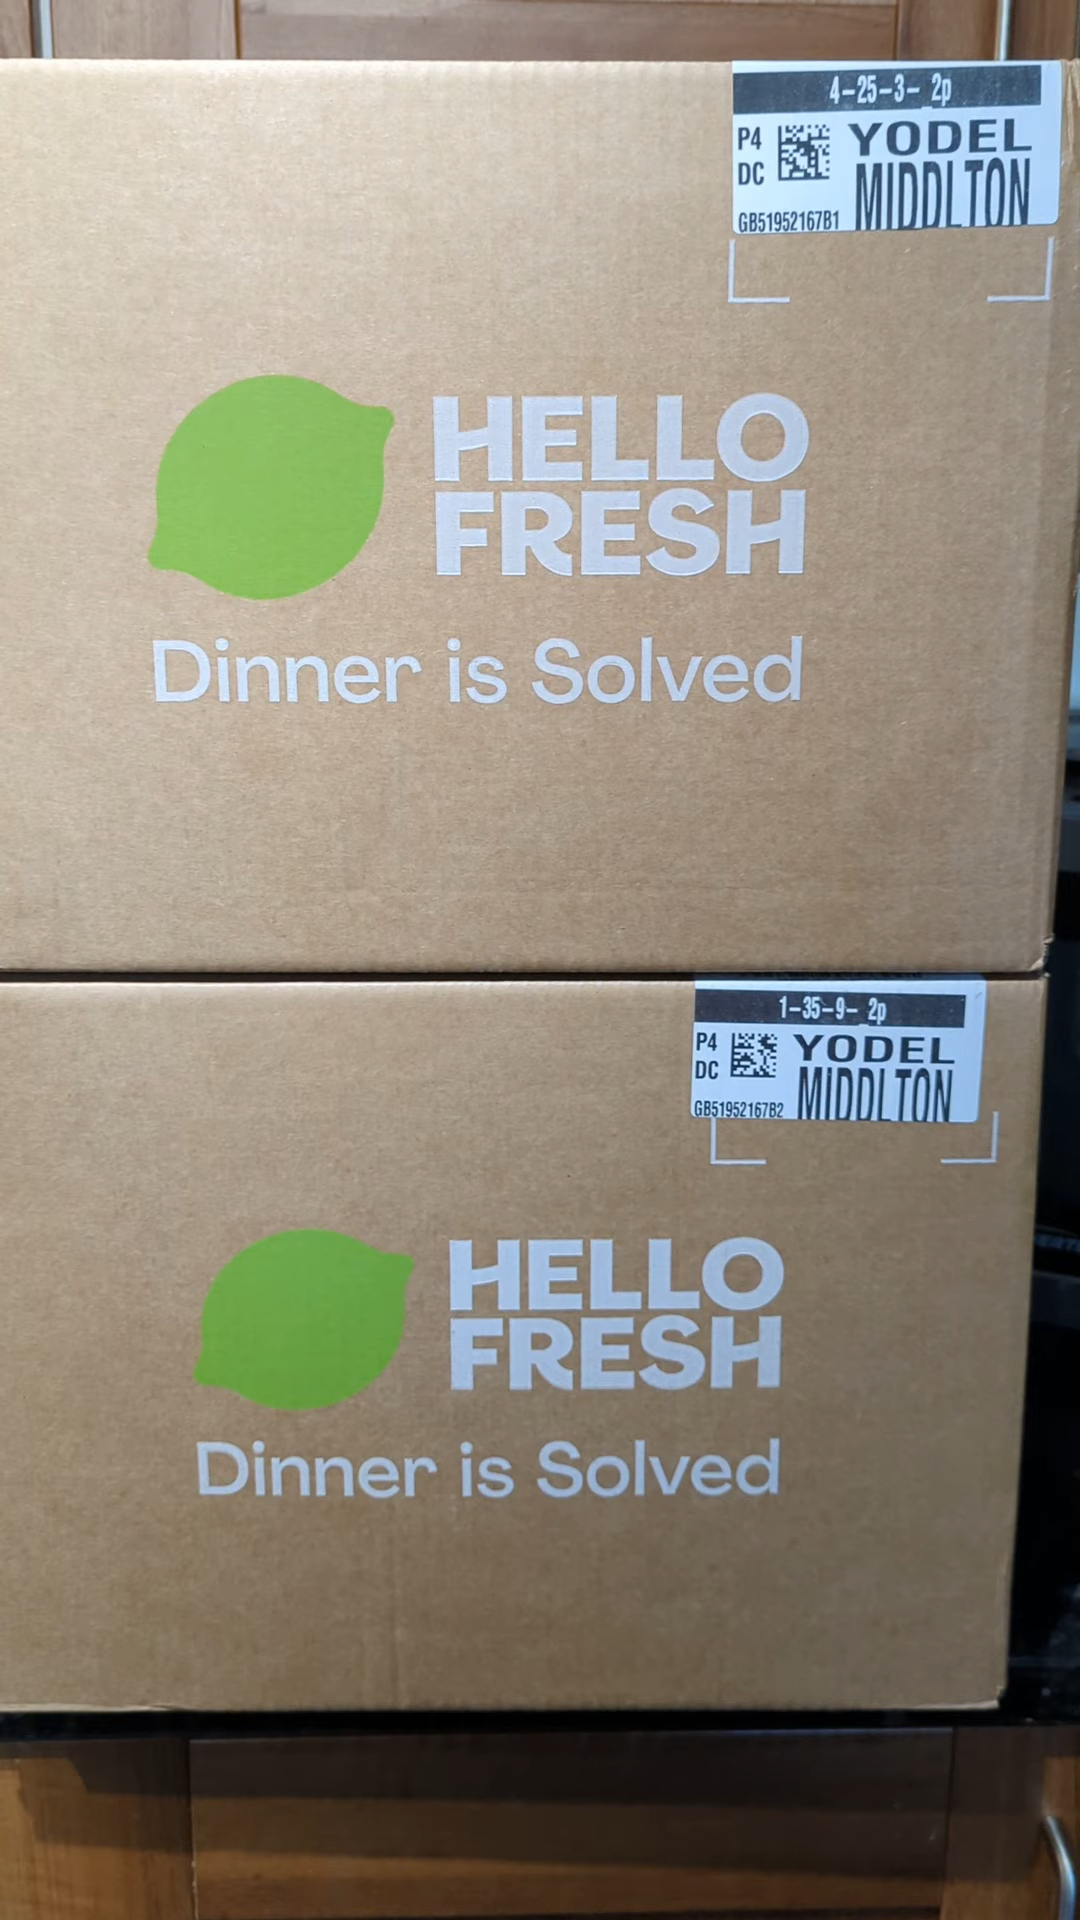 4-25-3- 2p
P4
DC
YODEL
MIDDLTON
GB51952167B1
HELLO
FRESH
Dinner is Solved
1-35-9- 2p
P4
DC
YODEL
MIDDLTON
GB51952167B2
HELLO
FRESH
Dinner is Solved